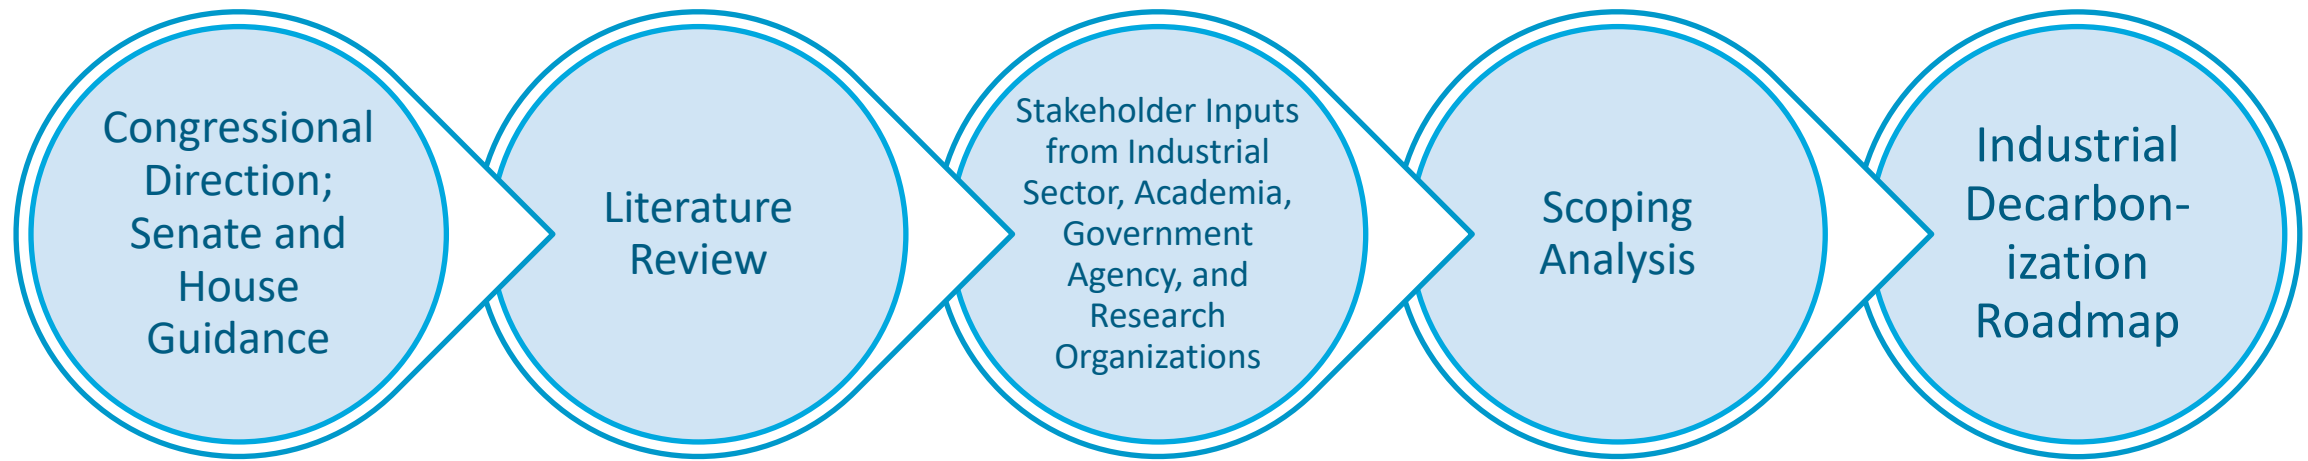 Congressional
Direction;
Senate and
House
Guidance
Literature
Review
Stakeholder Inputs
from Industrial
Sector, Academia,
Government
Agency, and
Research
Organizations
Scoping
Analysis
Industrial
Decarbon-
ization
Roadmap